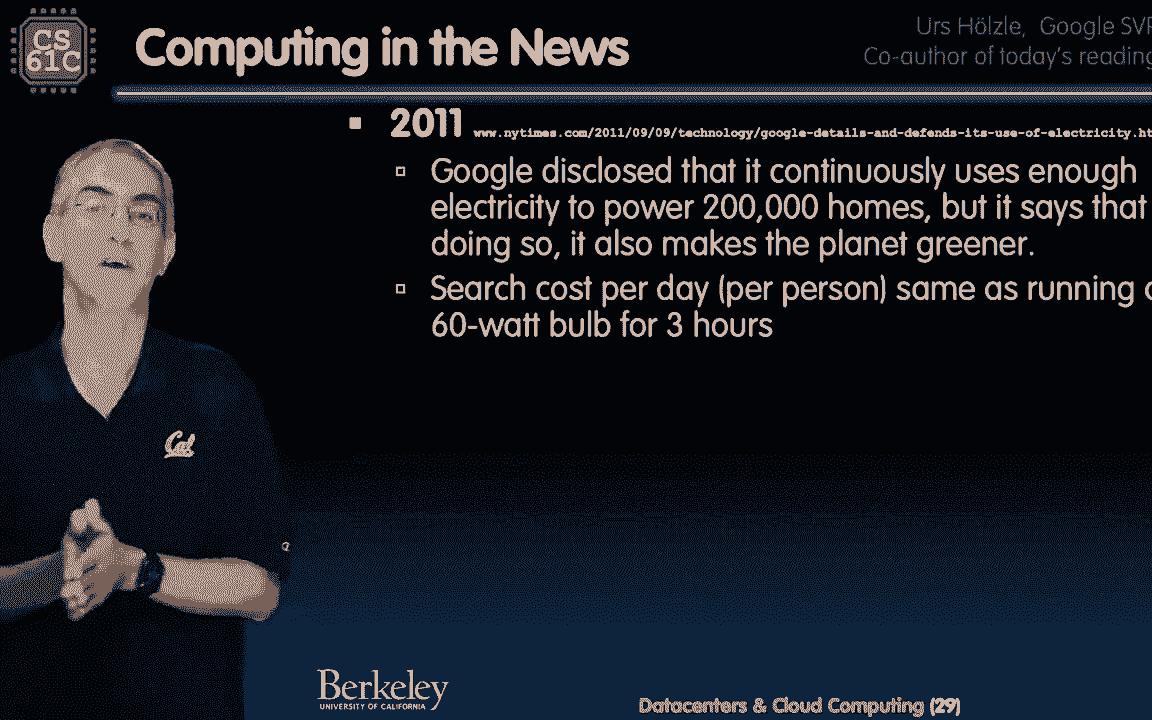 CS
61C
Computing in the News
Urs Hölzle, Google SVP
Co-author of today's reading
2011 www.nytimes.com/2011/09/09/technology/google-details-and-defends-its-use-of-electricity.ht
Google disclosed that it continuously uses enough
electricity to power 200,000 homes, but it says that
doing so, it also makes the planet greener.
Search cost per day (per person) same as running a
60-watt bulb for 3 hours
Cal
Berkeley
UNIVERSITY OF CALIFORNIA
Datacenters & Cloud Computing (29)